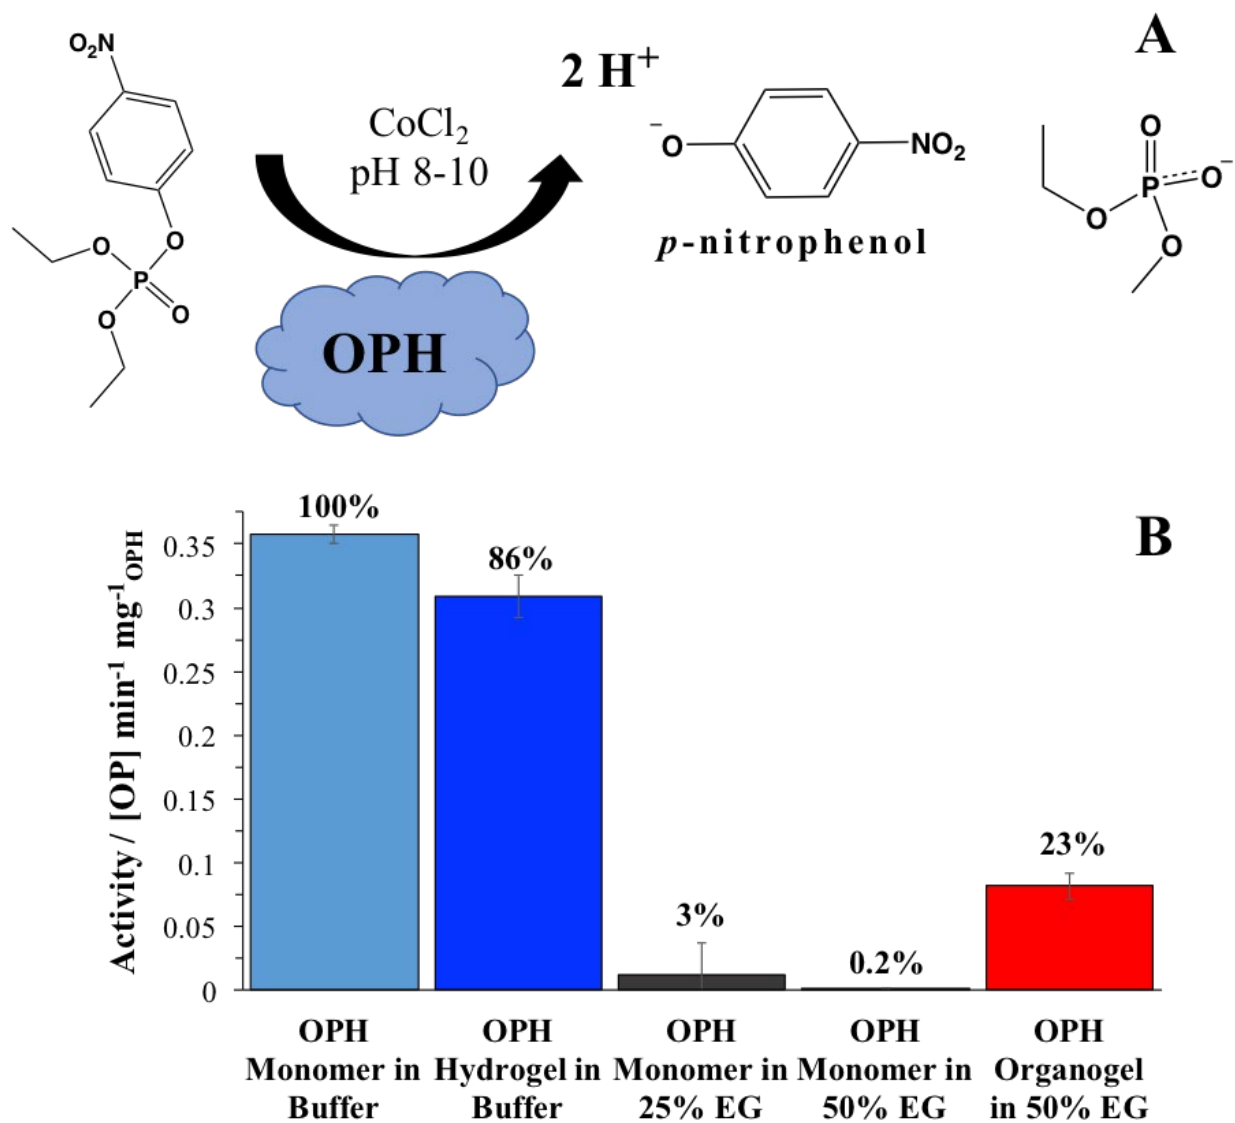 A
O₂N
O
O
P
O
O
CoCl₂
pH 8-10
OPH
2 H⁺
⁻O
NO₂
p-nitrophenol
O
P
O⁻
O
O
B
Activity / [OP] min⁻¹ mg⁻¹OPH
0.35
0.3
0.25
0.2
0.15
0.1
0.05
0
100%
86%
3%
0.2%
23%
OPH
Monomer in
Buffer
OPH
Hydrogel in
Buffer
OPH
Monomer in
25% EG
OPH
Monomer in
50% EG
OPH
Organogel
in 50% EG